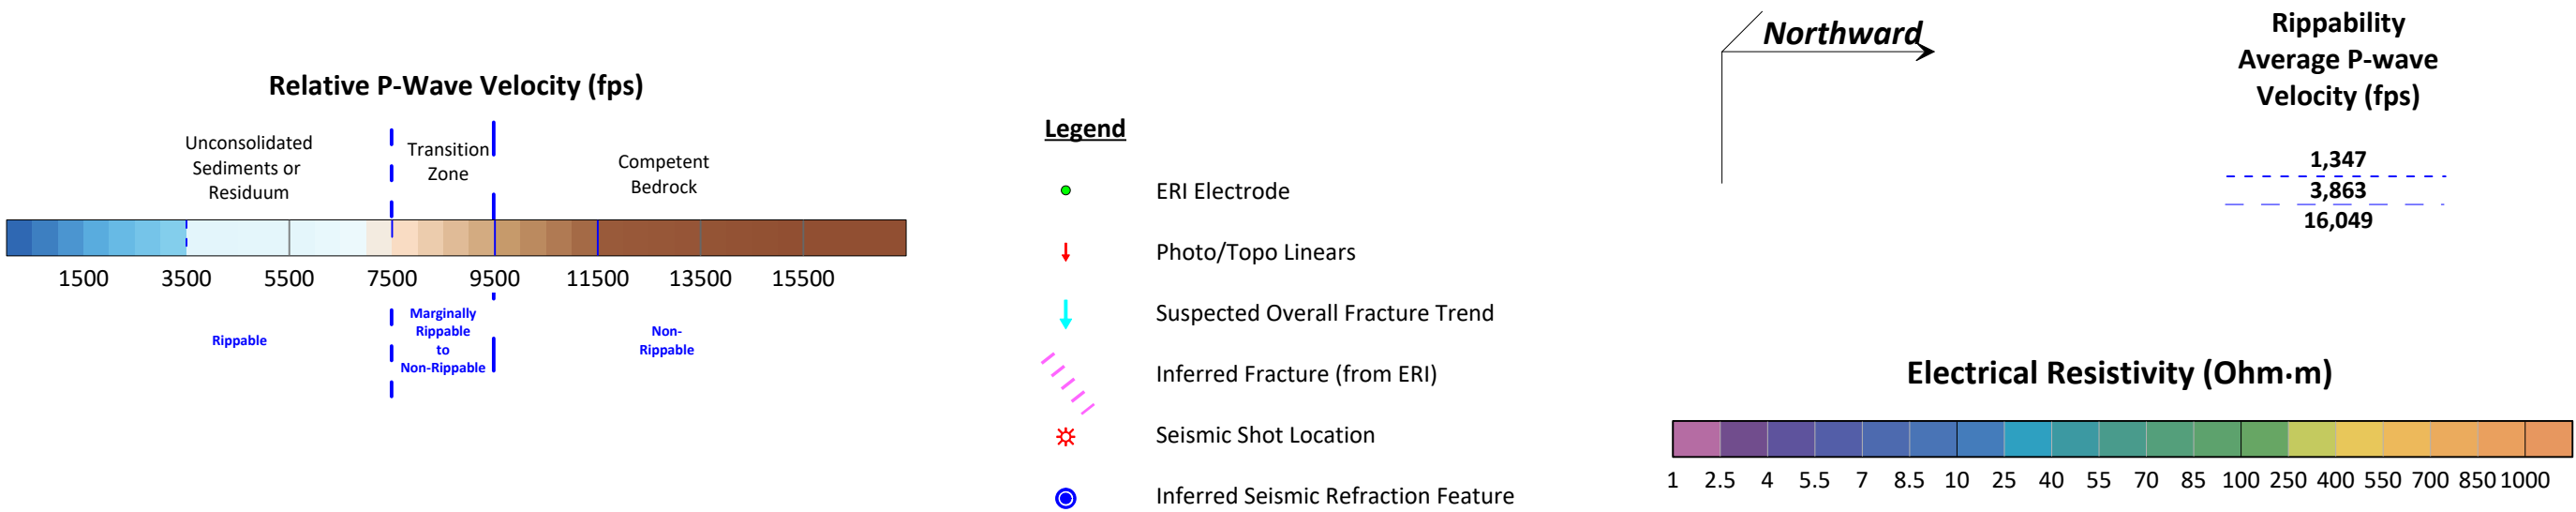 Relative P-Wave Velocity (fps)
Unconsolidated
Sediments or
Residuum
Transition
Zone
Competent
Bedrock
1500 3500 5500 7500 9500 11500 13500 15500
Rippable
Marginally
Rippable
to
Non-Rippable
Non-
Rippable
Legend
ERI Electrode
Photo/Topo Linears
Suspected Overall Fracture Trend
Inferred Fracture (from ERI)
Seismic Shot Location
Inferred Seismic Refraction Feature
Northward
Rippability
Average P-wave
Velocity (fps)
1,347
3,863
16,049
Electrical Resistivity (Ohm·m)
1 2.5 4 5.5 7 8.5 10 25 40 55 70 85 100 250 400 550 700 850 1000